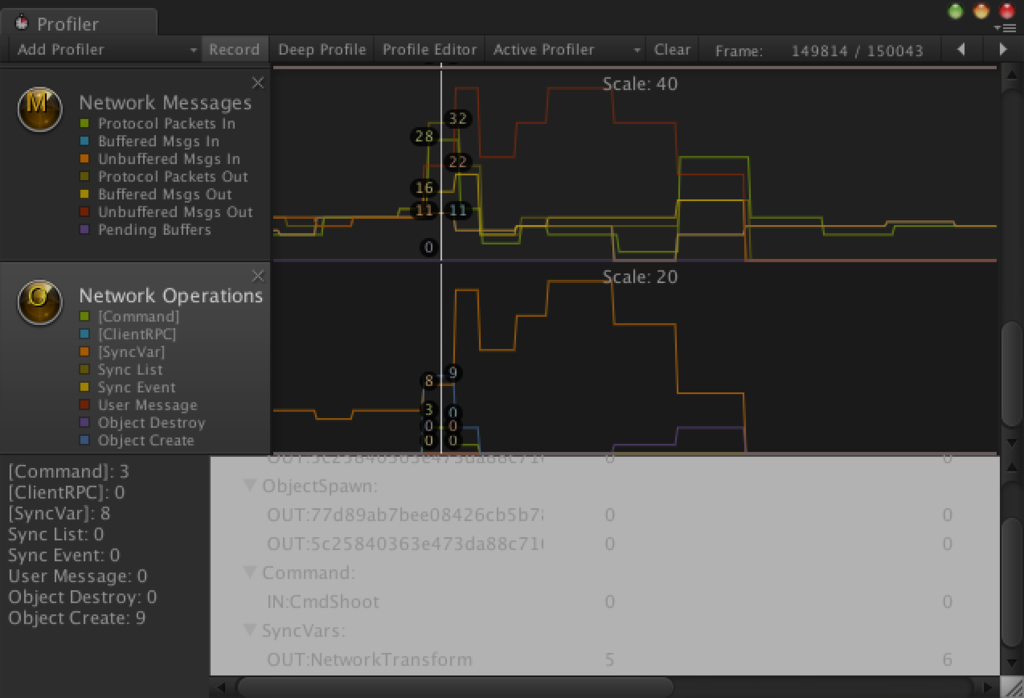 Profiler
Add Profiler Record Deep Profile Profile Editor Active Profiler Clear Frame: 149814 / 150043
Scale: 40
Network Messages
Protocol Packets In
Buffered Msgs In
Unbuffered Msgs In
Protocol Packets Out
Buffered Msgs Out
Unbuffered Msgs Out
Pending Buffers
32
28
22
16
11 11
0
Scale: 20
Network Operations
[Command]
[ClientRPC]
[SyncVar]
Sync List
Sync Event
User Message
Object Destroy
Object Create
9
8
3 0
0 0
0 0
[Command]: 3
[ClientRPC]: 0
[SyncVar]: 8
Sync List: 0
Sync Event: 0
User Message: 0
Object Destroy: 0
Object Create: 9
OUT:5c25840363e473da88c71 0 0
ObjectSpawn:
OUT:77d89ab7bee08426cb5b7 0 0
OUT:5c25840363e473da88c71 0 0
Command:
IN:CmdShoot 0 0
SyncVars:
OUT:NetworkTransform 5 6